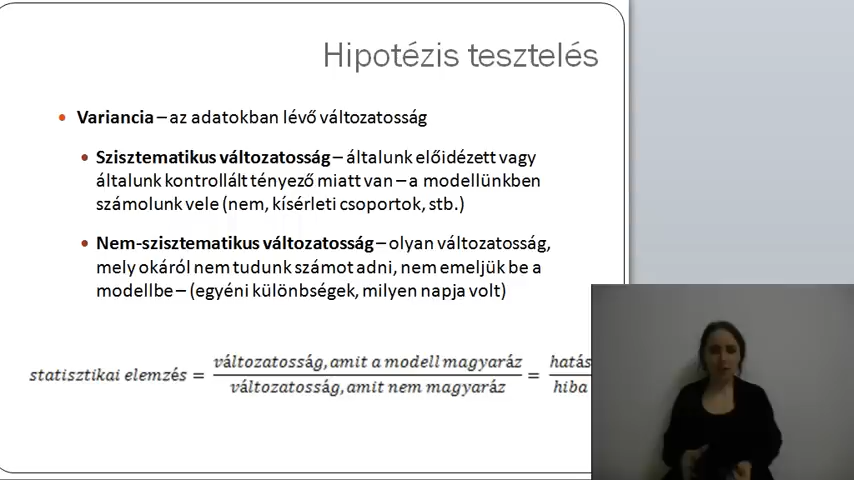 Hipotézis tesztelés
• Variancia – az adatokban lévő változatosság
• Szisztematikus változatosság – általunk előidézett vagy
általunk kontrollált tényező miatt van – a modellünkben
számolunk vele (nem, kísérleti csoportok, stb.)
• Nem-szisztematikus változatosság – olyan változatosság,
mely okáról nem tudunk számot adni, nem emeljük be a
modellbe – (egyéni különbségek, milyen napja volt)
változatosság, amit a modell magyaráz hatás
statisztikai elemzés = =
változatosság, amit nem magyaráz hiba